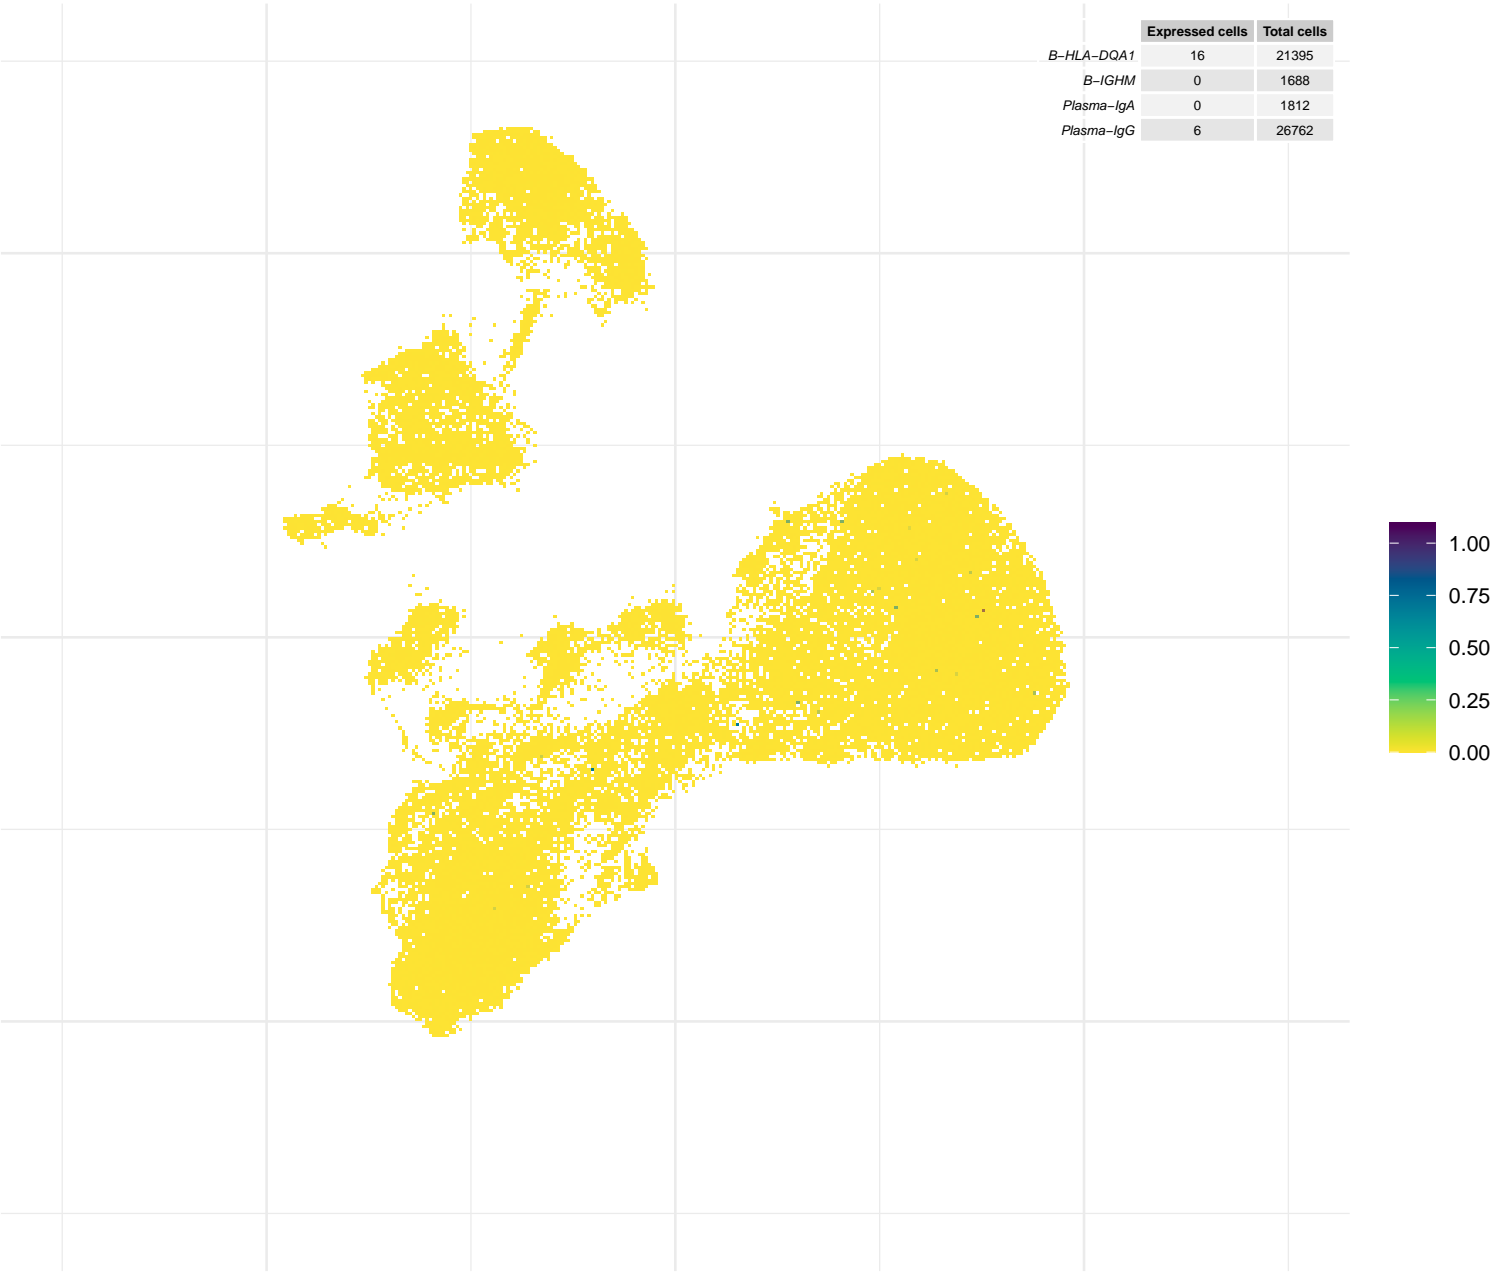 Expressed cells Total cells
B−HLA−DQA1 16 21395
B−IGHM 0 1688
Plasma−IgA 0 1812
Plasma−IgG 6 26762
1.00
0.75
0.50
0.25
0.00